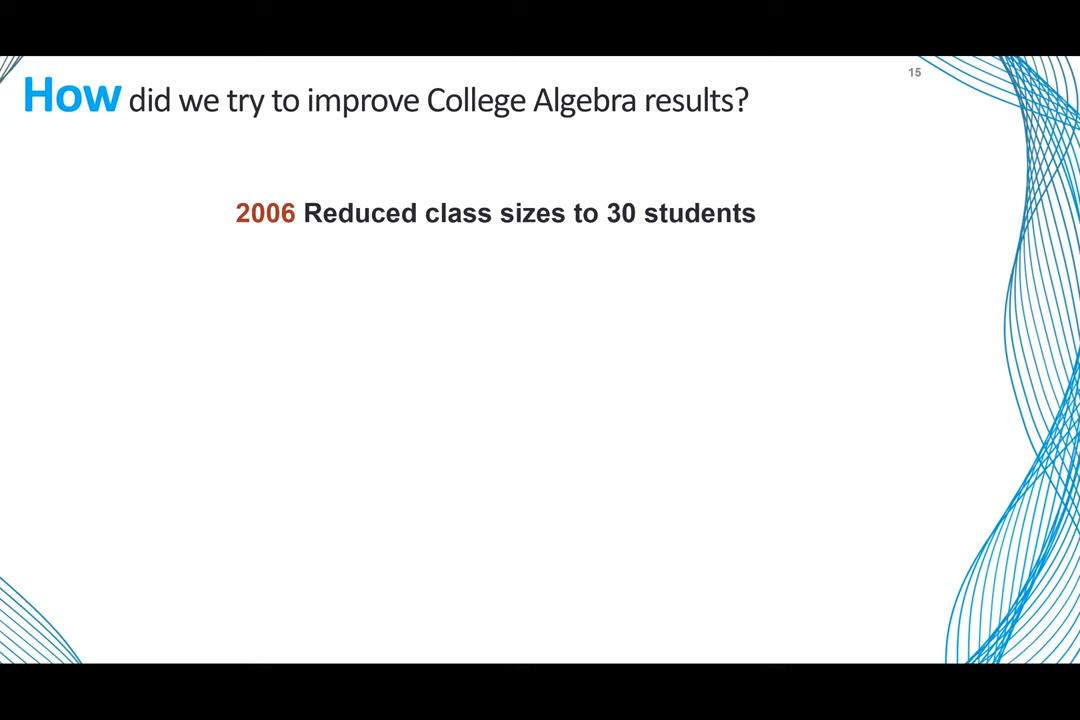 15
How did we try to improve College Algebra results?
2006 Reduced class sizes to 30 students